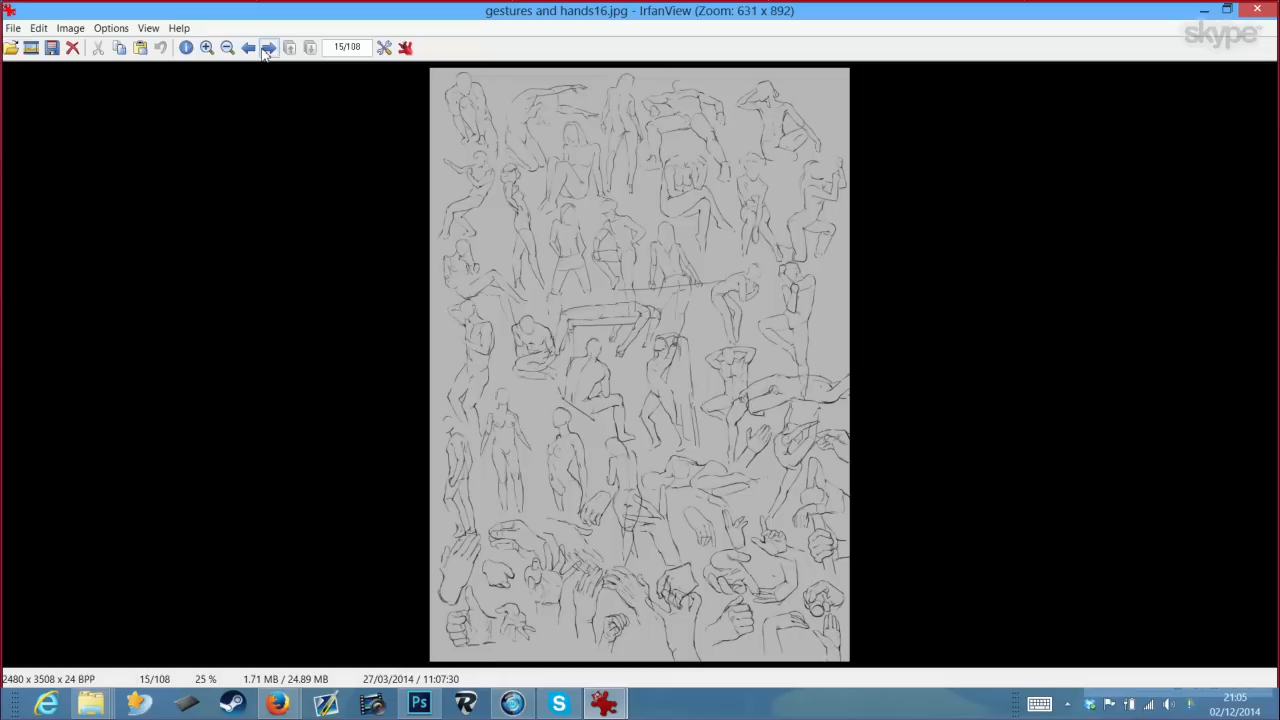 gestures and hands16.jpg - IrfanView (Zoom: 631 x 892)
File Edit Image Options View Help
skype™
15/108
2480 x 3508 x 24 BPP 15/108 25 % 1.71 MB / 24.89 MB 27/03/2014 / 11:07:30
Ps
21:05
02/12/2014